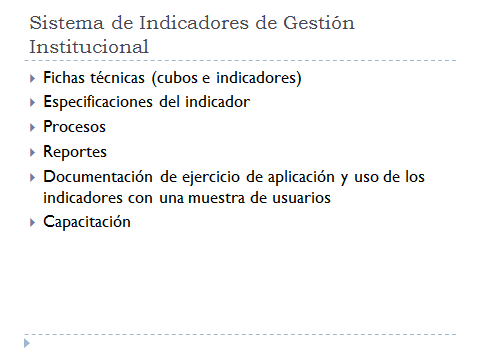 Sistema de Indicadores de Gestión
Institucional
Fichas técnicas (cubos e indicadores)
Especificaciones del indicador
Procesos
Reportes
Documentación de ejercicio de aplicación y uso de los
indicadores con una muestra de usuarios
Capacitación